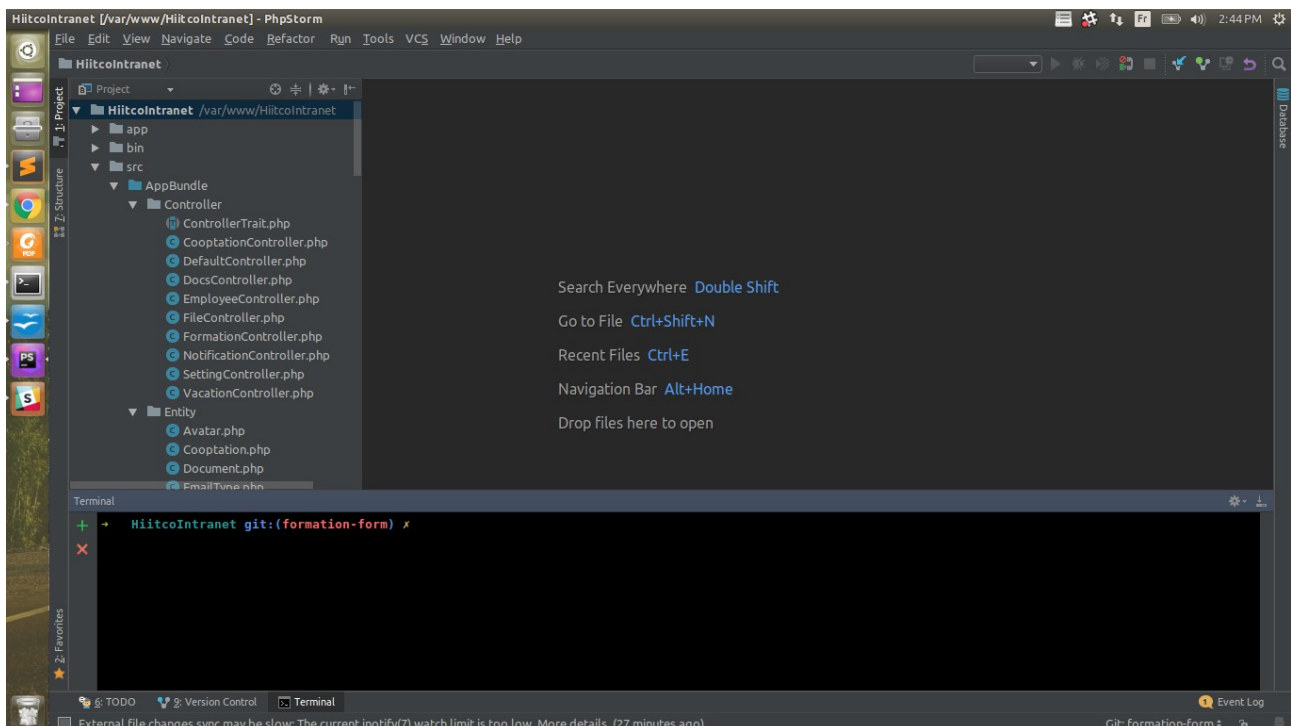 HiitcoIntranet [/var/www/HiitcoIntranet] - PhpStorm
Fr
2:44 PM
File Edit View Navigate Code Refactor Run Tools VCS Window Help
HiitcoIntranet
Project
1: Project
HiitcoIntranet /var/www/HiitcoIntranet
app
bin
src
AppBundle
Controller
ControllerTrait.php
CooptationController.php
DefaultController.php
DocsController.php
EmployeeController.php
FileController.php
FormationController.php
NotificationController.php
SettingController.php
VacationController.php
Entity
Avatar.php
Cooptation.php
Document.php
EmailType.php
7: Structure
Database
Search Everywhere Double Shift
Go to File Ctrl+Shift+N
Recent Files Ctrl+E
Navigation Bar Alt+Home
Drop files here to open
PDF
PS
S
Terminal
➜ HiitcoIntranet git:(formation-form) ✗
2: Favorites
6: TODO 9: Version Control Terminal
1 Event Log
External file changes sync may be slow: The current inotify(7) watch limit is too low. More details. (27 minutes ago)
Git: formation-form